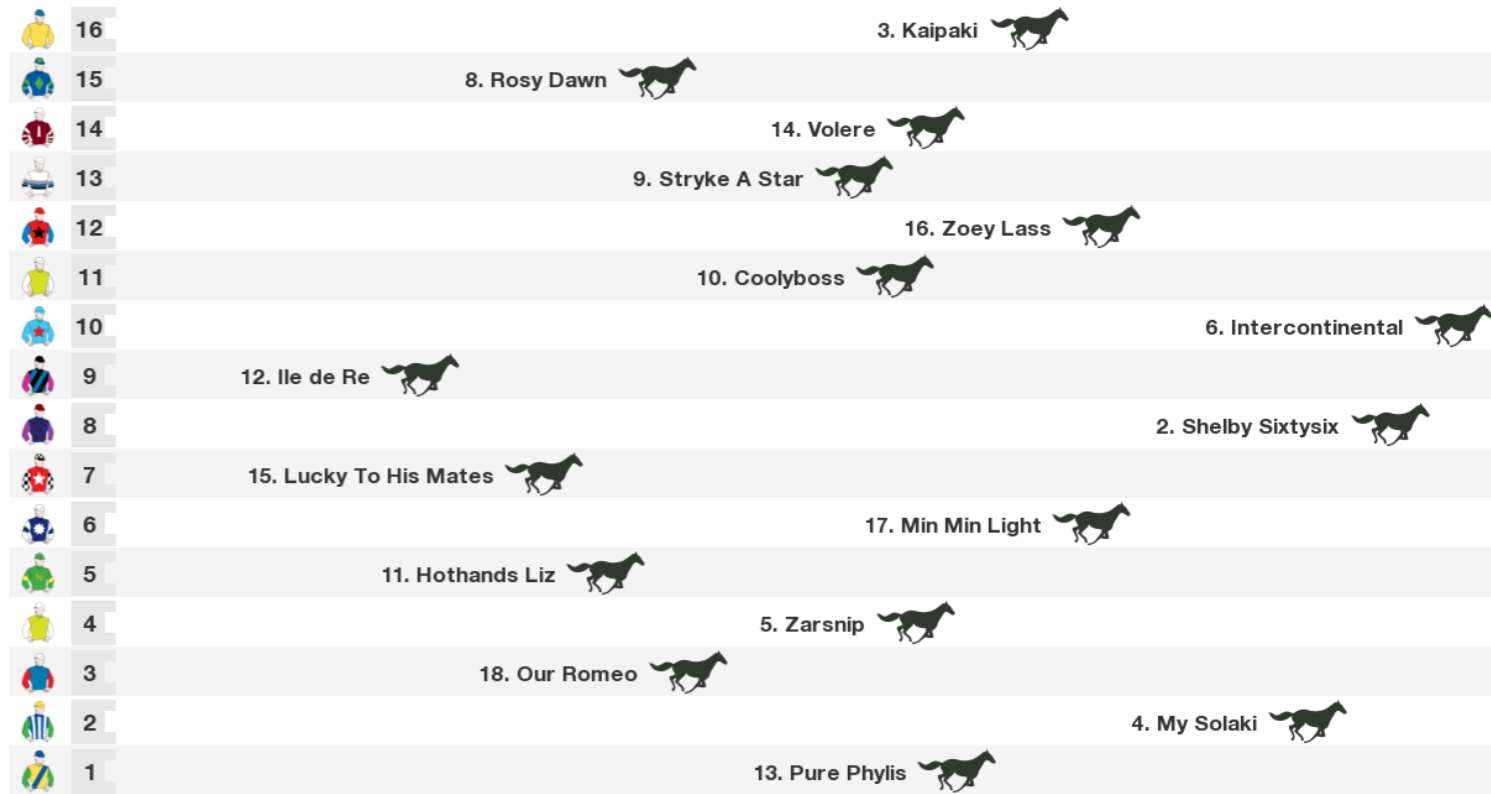 16 3. Kaipaki
15 8. Rosy Dawn
14 14. Volere
13 9. Stryke A Star
12 16. Zoey Lass
11 10. Coolyboss
10 6. Intercontinental
9 12. Ile de Re
8 2. Shelby Sixtysix
7 15. Lucky To His Mates
6 17. Min Min Light
5 11. Hothands Liz
4 5. Zarsnip
3 18. Our Romeo
2 4. My Solaki
1 13. Pure Phylis